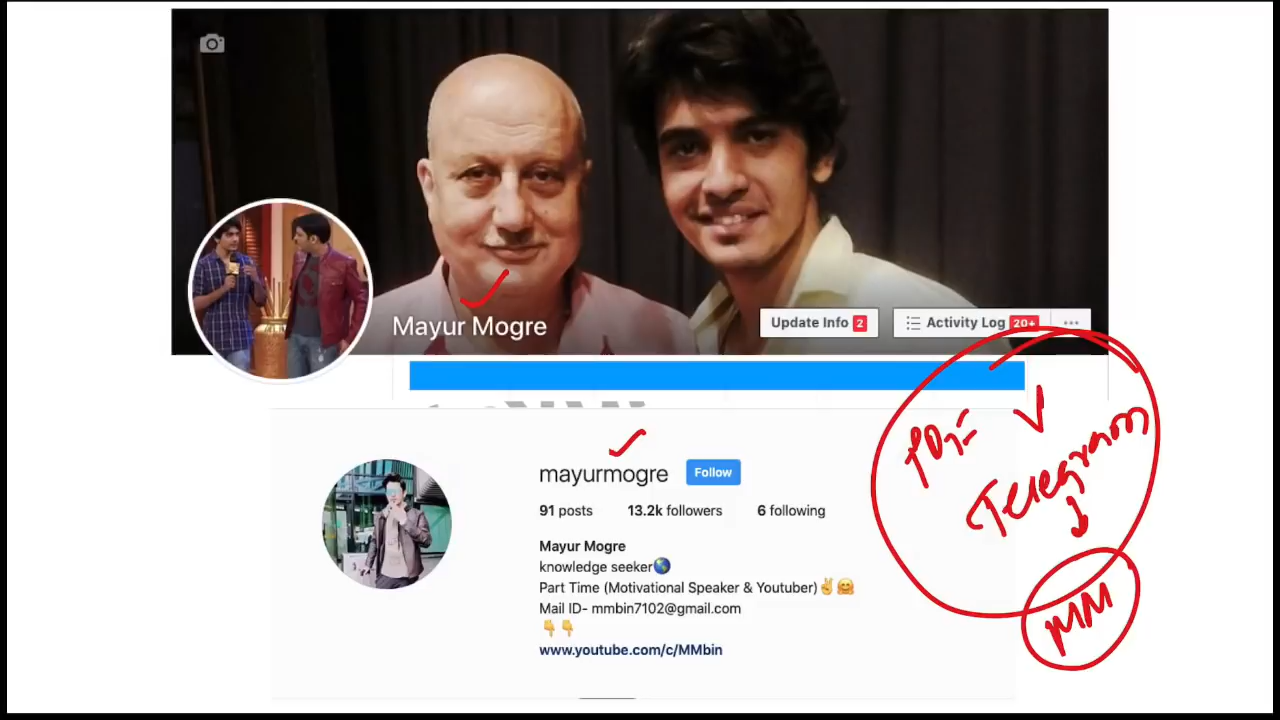 Mayur Mogre
Update Info 2
Activity Log 20+
mayurmogre Follow
91 posts 13.2k followers 6 following
Mayur Mogre
knowledge seeker🌎
Part Time (Motivational Speaker & Youtuber)✌️🤗
Mail ID- mmbin7102@gmail.com
👇👇
www.youtube.com/c/MMbin
Telegram
MM